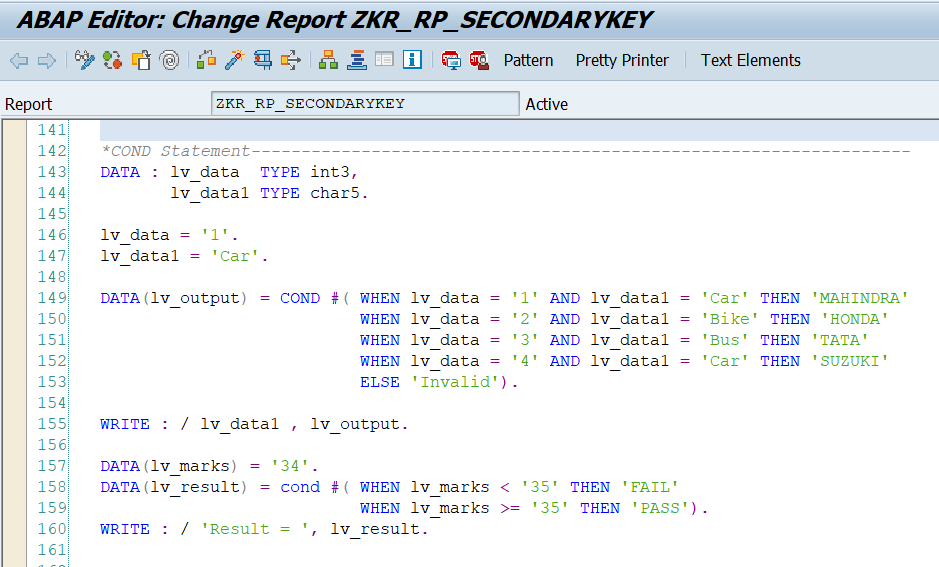 ABAP Editor: Change Report ZKR_RP_SECONDARYKEY
Pattern Pretty Printer Text Elements
Report ZKR_RP_SECONDARYKEY Active
141
142 *COND Statement------------------------------------------------------------------
143 DATA : lv_data  TYPE int3,
144        lv_data1 TYPE char5.
145
146 lv_data = '1'.
147 lv_data1 = 'Car'.
148
149 DATA(lv_output) = COND #( WHEN lv_data = '1' AND lv_data1 = 'Car' THEN 'MAHINDRA'
150                           WHEN lv_data = '2' AND lv_data1 = 'Bike' THEN 'HONDA'
151                           WHEN lv_data = '3' AND lv_data1 = 'Bus' THEN 'TATA'
152                           WHEN lv_data = '4' AND lv_data1 = 'Car' THEN 'SUZUKI'
153                           ELSE 'Invalid').
154
155 WRITE : / lv_data1 , lv_output.
156
157 DATA(lv_marks) = '34'.
158 DATA(lv_result) = cond #( WHEN lv_marks < '35' THEN 'FAIL'
159                           WHEN lv_marks >= '35' THEN 'PASS').
160 WRITE : / 'Result = ', lv_result.
161